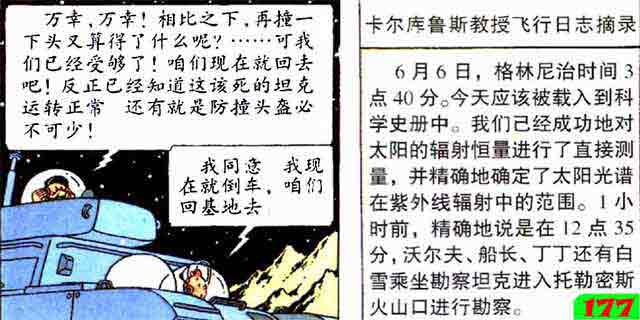 万幸，万幸！相比之下，再撞一
下头又算得了什么呢？……可我
们已经受够了！咱们现在就回去
吧！反正已经知道这该死的坦克
运转正常 还有就是防撞头盔必
不可少！
我同意 我现
在就倒车，咱们
回基地去
卡尔库鲁斯教授飞行日志摘录
6月6日，格林尼治时间3
点40分。今天应该被载入到科
学史册中。我们已经成功地对
太阳的辐射恒量进行了直接测
量，并精确地确定了太阳光谱
在紫外线辐射中的范围。1小
时前，精确地说是在12点35
分，沃尔夫、船长、丁丁还有白
雪乘坐勘察坦克进入托勒密斯
火山口进行勘察。
177